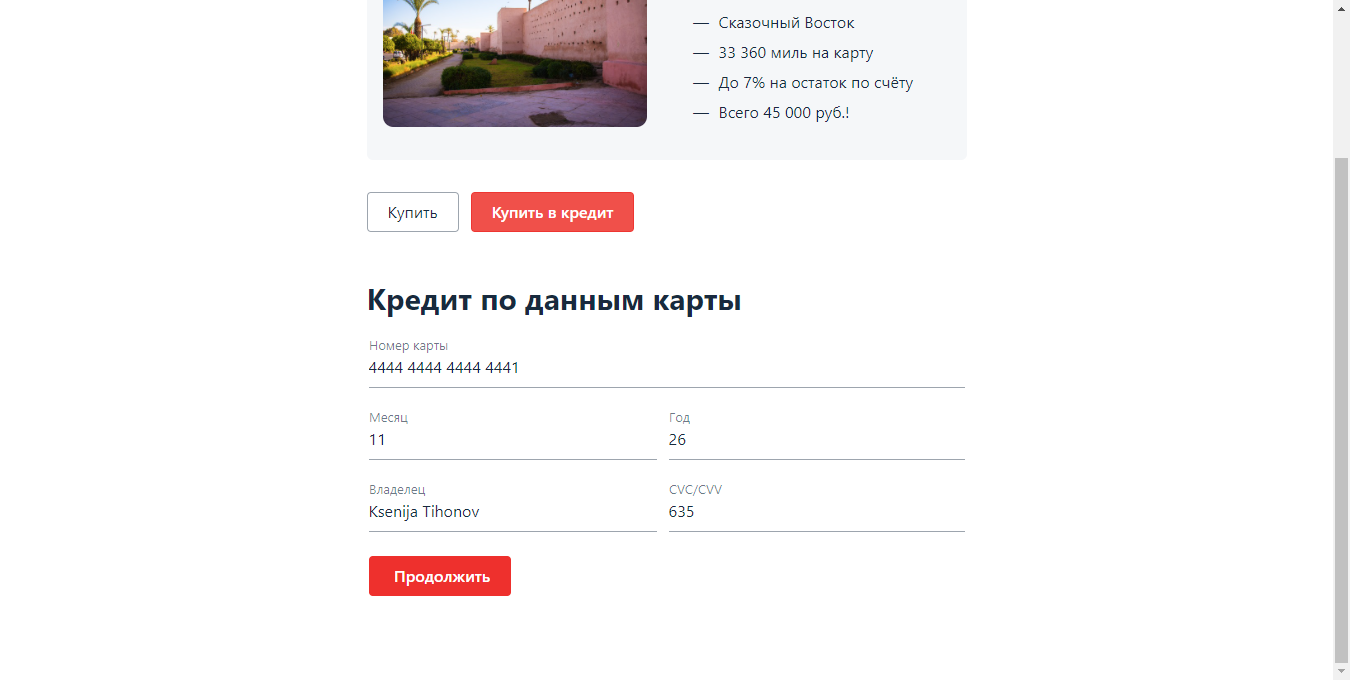 — Сказочный Восток
— 33 360 миль на карту
— До 7% на остаток по счёту
— Всего 45 000 руб.!
Купить
Купить в кредит
Кредит по данным карты
Номер карты
4444 4444 4444 4441
Месяц
Год
11
26
Владелец
CVC/CVV
Ksenija Tihonov
635
Продолжить